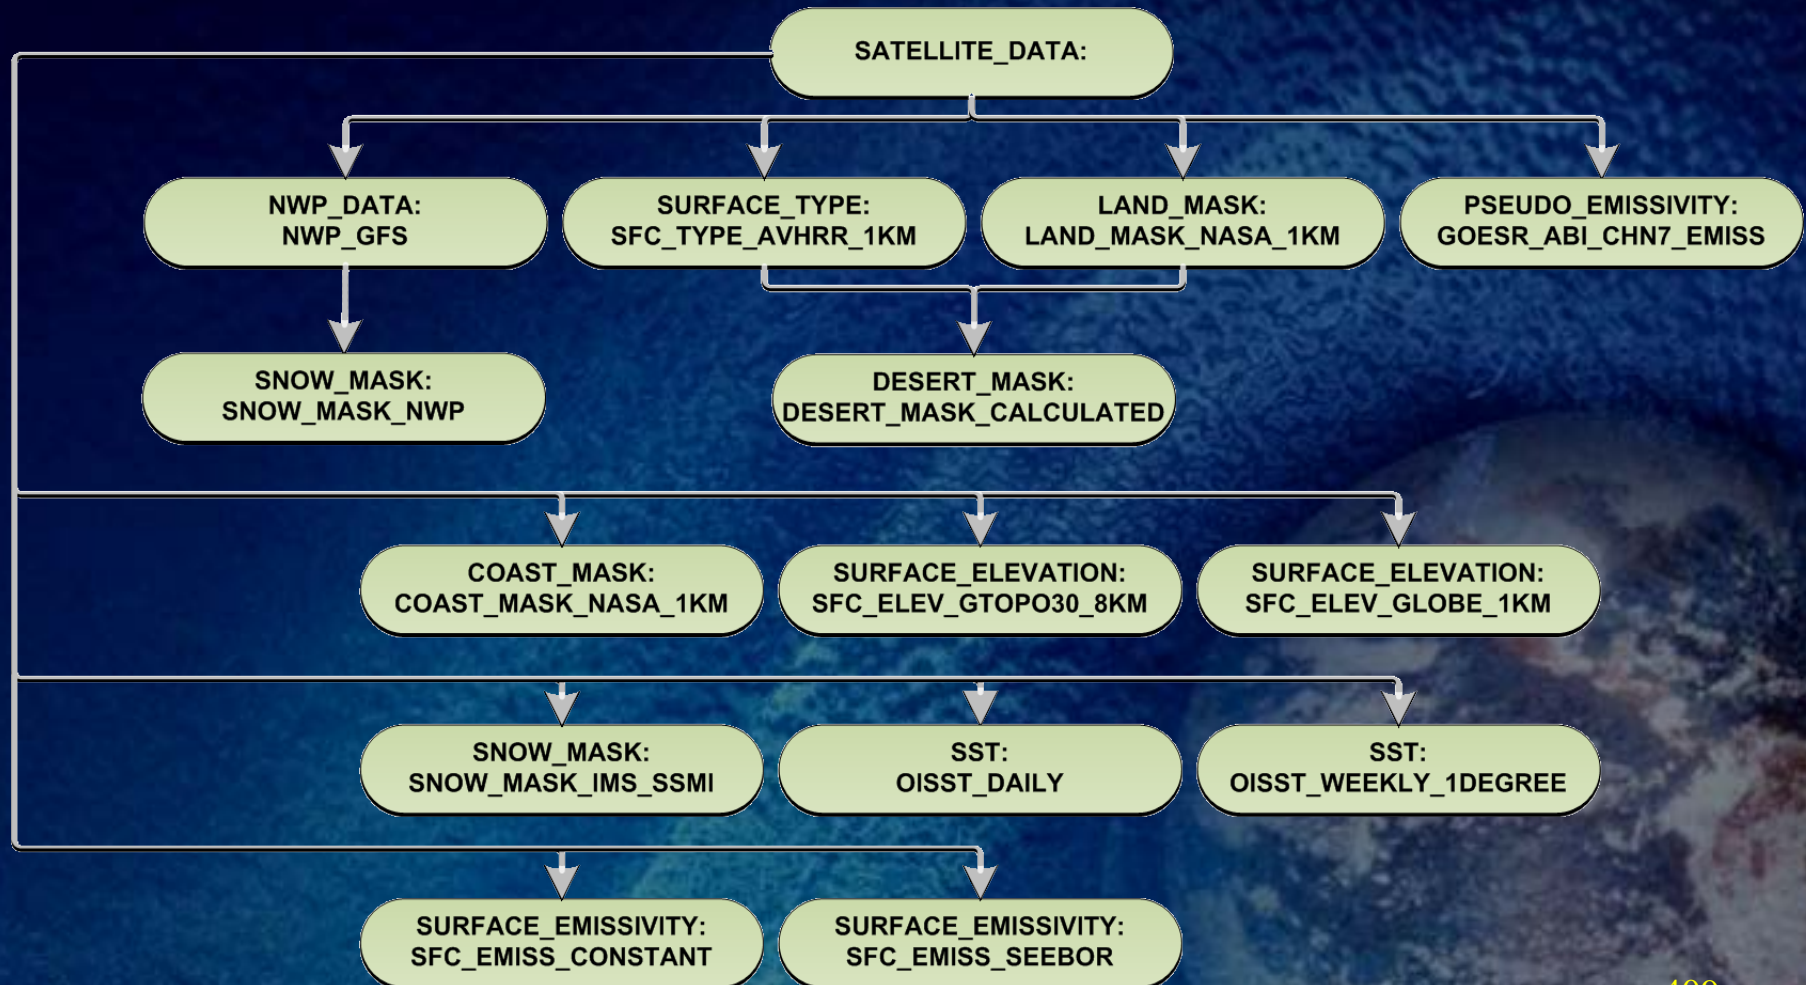 SATELLITE_DATA:
NWP_DATA:
NWP_GFS
SURFACE_TYPE:
SFC_TYPE_AVHRR_1KM
LAND_MASK:
LAND_MASK_NASA_1KM
PSEUDO_EMISSIVITY:
GOESR_ABI_CHN7_EMISS
SNOW_MASK:
SNOW_MASK_NWP
DESERT_MASK:
DESERT_MASK_CALCULATED
COAST_MASK:
COAST_MASK_NASA_1KM
SURFACE_ELEVATION:
SFC_ELEV_GTOPO30_8KM
SURFACE_ELEVATION:
SFC_ELEV_GLOBE_1KM
SNOW_MASK:
SNOW_MASK_IMS_SSMI
SST:
OISST_DAILY
SST:
OISST_WEEKLY_1DEGREE
SURFACE_EMISSIVITY:
SFC_EMISS_CONSTANT
SURFACE_EMISSIVITY:
SFC_EMISS_SEEBOR